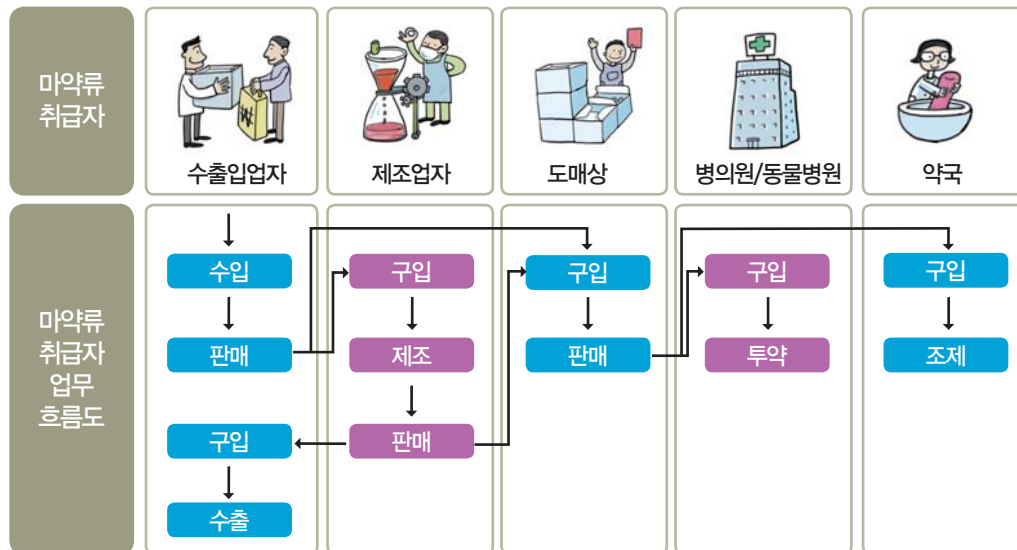 마약류
취급자
수출입업자
제조업자
도매상
병의원/동물병원
약국
마약류
취급자
업무
흐름도
수입
구입
구입
구입
구입
판매
제조
판매
투약
조제
구입
판매
수출